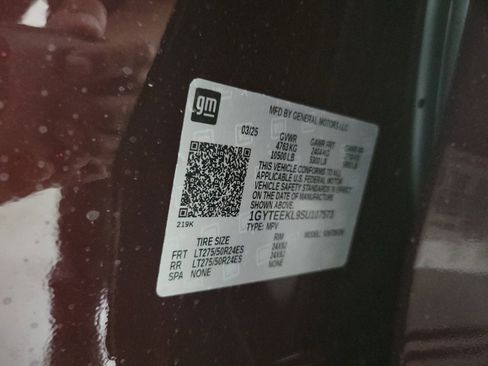 gm
MFD BY GENERAL MOTORS LLC
03/25 GVWR GAWR FRT
4763 KG 2404 KG
10500 LB 5300 LB
THIS VEHICLE CONFORMS TO ALL
APPLICABLE U.S. FEDERAL MOTOR
VEHICLE SAFETY STANDARDS IN EFFECT
ON THE DATE OF MANUFACTURE
SHOWN ABOVE.
219K
TYPE: MPV
TIRE SIZE RIM
FRT LT275/50R24ES 24X9J
RR LT275/50R24ES 24X9J
SPA NONE NONE